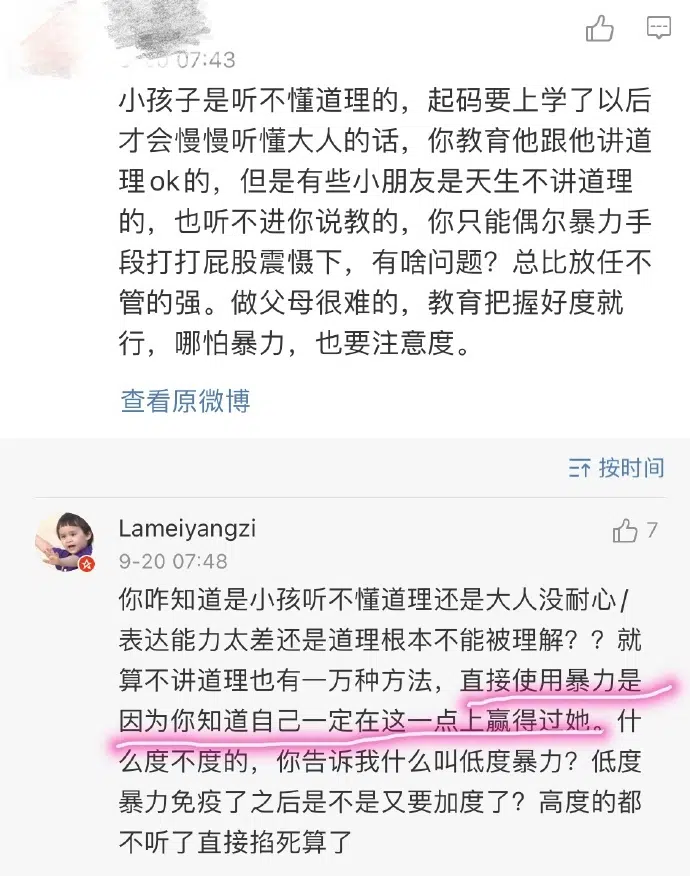 07:43
小孩子是听不懂道理的，起码要上学了以后
才会慢慢听懂大人的话，你教育他跟他讲道
理ok的，但是有些小朋友是天生不讲道理
的，也听不进你说教的，你只能偶尔暴力手
段打打屁股震慑下，有啥问题？总比放任不
管的强。做父母很难的，教育把握好度就
行，哪怕暴力，也要注意度。
查看原微博
按时间
Lameiyangzi
7
9-20 07:48
你咋知道是小孩听不懂道理还是大人没耐心/
表达能力太差还是道理根本不能被理解？？就
算不讲道理也有一万种方法，直接使用暴力是
因为你知道自己一定在这一点上赢得过她。什
么度不度的，你告诉我什么叫低度暴力？低度
暴力免疫了之后是不是又要加度了？高度的都
不听了直接掐死算了